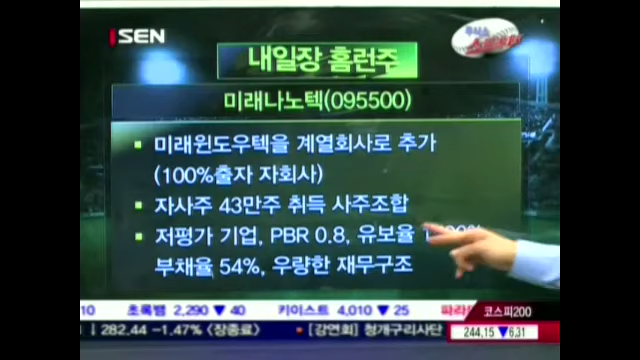 SEN
내일장 홈런주
미래나노텍(095500)
미래윈도우텍을 계열회사로 추가
(100%출자 자회사)
자사주 43만주 취득 사주조합
저평가 기업, PBR 0.8, 유보율
부채율 54%, 우량한 재무구조
10 초록뱀 2,290 ▼ 40 키이스트 4,010 ▼ 25 코스피200
282.44 -1.47% <장종료> [강연회] 청개구리사단 244.15 ▼6.31